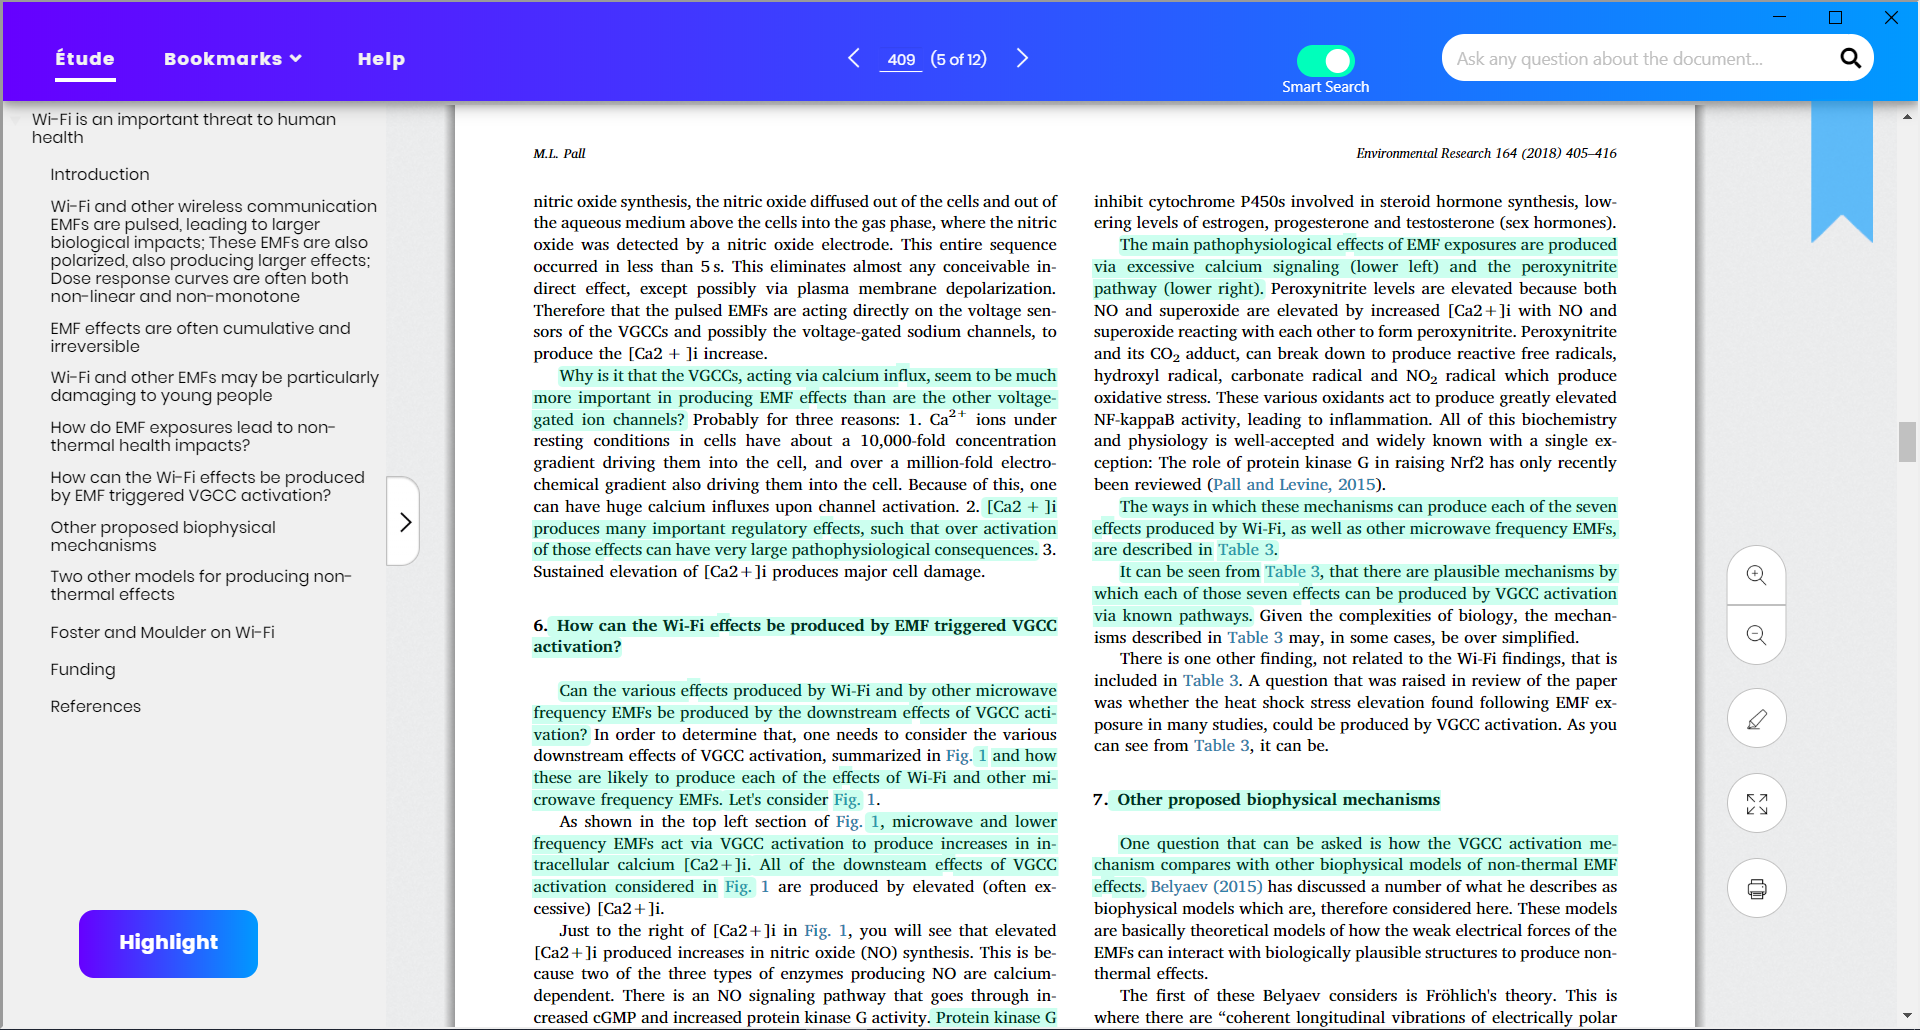 Étude
Bookmarks
Help
409 (5 of 12)
Smart Search
Ask any question about the document...
Wi-Fi is an important threat to human
health
Introduction
Wi-Fi and other wireless communication
EMFs are pulsed, leading to larger
biological impacts; These EMFs are also
polarized, also producing larger effects;
Dose response curves are often both
non-linear and non-monotone
EMF effects are often cumulative and
irreversible
Wi-Fi and other EMFs may be particularly
damaging to young people
How do EMF exposures lead to non-
thermal health impacts?
How can the Wi-Fi effects be produced
by EMF triggered VGCC activation?
Other proposed biophysical
mechanisms
Two other models for producing non-
thermal effects
Foster and Moulder on Wi-Fi
Funding
References
Highlight
M.L. Pall
Environmental Research 164 (2018) 405–416
nitric oxide synthesis, the nitric oxide diffused out of the cells and out of
the aqueous medium above the cells into the gas phase, where the nitric
oxide was detected by a nitric oxide electrode. This entire sequence
occurred in less than 5 s. This eliminates almost any conceivable in-
direct effect, except possibly via plasma membrane depolarization.
Therefore that the pulsed EMFs are acting directly on the voltage sen-
sors of the VGCCs and possibly the voltage-gated sodium channels, to
produce the [Ca2 + ]i increase.
Why is it that the VGCCs, acting via calcium influx, seem to be much
more important in producing EMF effects than are the other voltage-
gated ion channels? Probably for three reasons: 1. Ca²⁺ ions under
resting conditions in cells have about a 10,000-fold concentration
gradient driving them into the cell, and over a million-fold electro-
chemical gradient also driving them into the cell. Because of this, one
can have huge calcium influxes upon channel activation. 2. [Ca2 + ]i
produces many important regulatory effects, such that over activation
of those effects can have very large pathophysiological consequences. 3.
Sustained elevation of [Ca2+]i produces major cell damage.
6. How can the Wi-Fi effects be produced by EMF triggered VGCC
activation?
Can the various effects produced by Wi-Fi and by other microwave
frequency EMFs be produced by the downstream effects of VGCC acti-
vation? In order to determine that, one needs to consider the various
downstream effects of VGCC activation, summarized in Fig. 1 and how
these are likely to produce each of the effects of Wi-Fi and other mi-
crowave frequency EMFs. Let's consider Fig. 1.
As shown in the top left section of Fig. 1, microwave and lower
frequency EMFs act via VGCC activation to produce increases in in-
tracellular calcium [Ca2+]i. All of the downsteam effects of VGCC
activation considered in Fig. 1 are produced by elevated (often ex-
cessive) [Ca2+]i.
Just to the right of [Ca2+]i in Fig. 1, you will see that elevated
[Ca2+]i produced increases in nitric oxide (NO) synthesis. This is be-
cause two of the three types of enzymes producing NO are calcium-
dependent. There is an NO signaling pathway that goes through in-
creased cGMP and increased protein kinase G activity. Protein kinase G
inhibit cytochrome P450s involved in steroid hormone synthesis, low-
ering levels of estrogen, progesterone and testosterone (sex hormones).
The main pathophysiological effects of EMF exposures are produced
via excessive calcium signaling (lower left) and the peroxynitrite
pathway (lower right). Peroxynitrite levels are elevated because both
NO and superoxide are elevated by increased [Ca2+]i with NO and
superoxide reacting with each other to form peroxynitrite. Peroxynitrite
and its CO₂ adduct, can break down to produce reactive free radicals,
hydroxyl radical, carbonate radical and NO₂ radical which produce
oxidative stress. These various oxidants act to produce greatly elevated
NF-kappaB activity, leading to inflammation. All of this biochemistry
and physiology is well-accepted and widely known with a single ex-
ception: The role of protein kinase G in raising Nrf2 has only recently
been reviewed (Pall and Levine, 2015).
The ways in which these mechanisms can produce each of the seven
effects produced by Wi-Fi, as well as other microwave frequency EMFs,
are described in Table 3.
It can be seen from Table 3, that there are plausible mechanisms by
which each of those seven effects can be produced by VGCC activation
via known pathways. Given the complexities of biology, the mechan-
isms described in Table 3 may, in some cases, be over simplified.
There is one other finding, not related to the Wi-Fi findings, that is
included in Table 3. A question that was raised in review of the paper
was whether the heat shock stress elevation found following EMF ex-
posure in many studies, could be produced by VGCC activation. As you
can see from Table 3, it can be.
7. Other proposed biophysical mechanisms
One question that can be asked is how the VGCC activation me-
chanism compares with other biophysical models of non-thermal EMF
effects. Belyaev (2015) has discussed a number of what he describes as
biophysical models which are, therefore considered here. These models
are basically theoretical models of how the weak electrical forces of the
EMFs can interact with biologically plausible structures to produce non-
thermal effects.
The first of these Belyaev considers is Fröhlich's theory. This is
where there are “coherent longitudinal vibrations of electrically polar